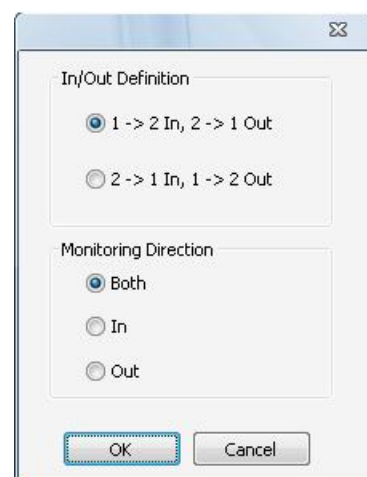 In/Out Definition
1 -> 2 In, 2 -> 1 Out
2 -> 1 In, 1 -> 2 Out
Monitoring Direction
Both
In
Out
OK Cancel